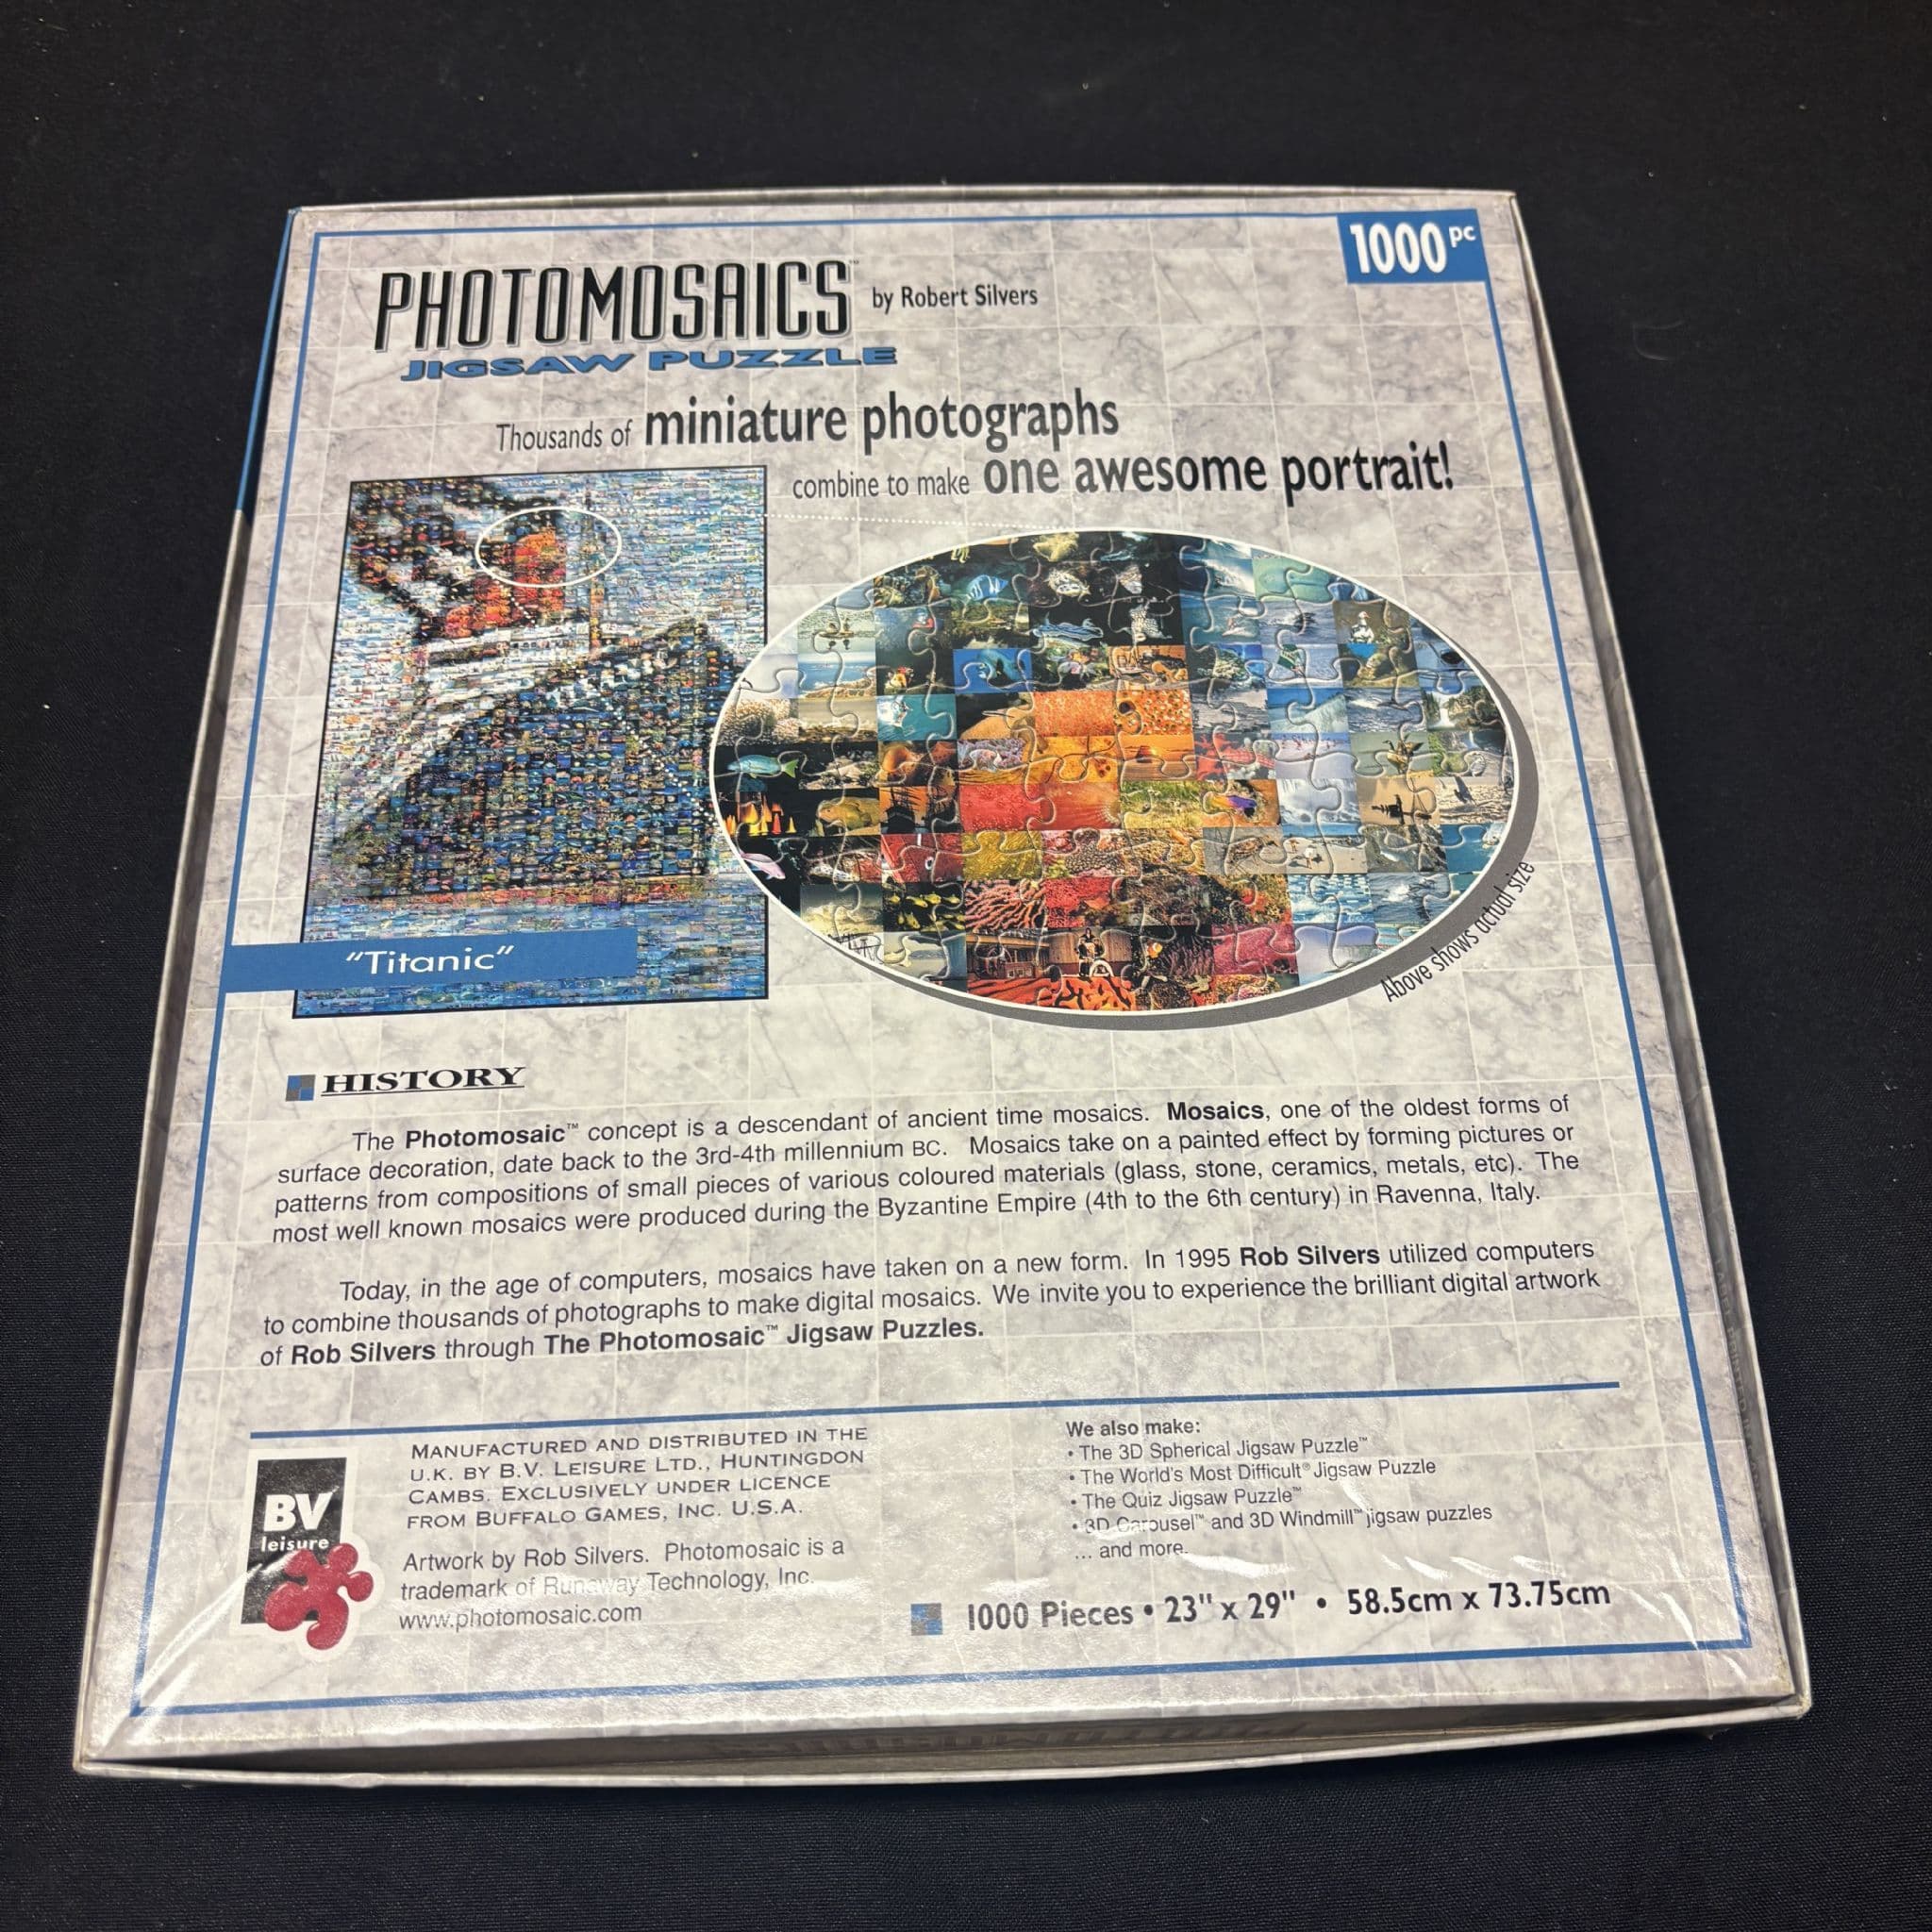 1000 pc
PHOTOMOSAICS™ by Robert Silvers
JIGSAW PUZZLE
Thousands of miniature photographs
combine to make one awesome portrait!
"Titanic"
Above shows actual size
HISTORY
The Photomosaic™ concept is a descendant of ancient time mosaics. Mosaics, one of the oldest forms of
surface decoration, date back to the 3rd-4th millennium BC. Mosaics take on a painted effect by forming pictures or
patterns from compositions of small pieces of various coloured materials (glass, stone, ceramics, metals, etc). The
most well known mosaics were produced during the Byzantine Empire (4th to the 6th century) in Ravenna, Italy.
Today, in the age of computers, mosaics have taken on a new form. In 1995 Rob Silvers utilized computers
to combine thousands of photographs to make digital mosaics. We invite you to experience the brilliant digital artwork
of Rob Silvers through The Photomosaic™ Jigsaw Puzzles.
BV
leisure
MANUFACTURED AND DISTRIBUTED IN THE
U.K. BY B.V. LEISURE LTD., HUNTINGDON
CAMBS. EXCLUSIVELY UNDER LICENCE
FROM BUFFALO GAMES, INC. U.S.A.
Artwork by Rob Silvers. Photomosaic is a
trademark of Runaway Technology, Inc.
www.photomosaic.com
We also make:
• The 3D Spherical Jigsaw Puzzle™
• The World's Most Difficult® Jigsaw Puzzle
• The Quiz Jigsaw Puzzle™
• 3D Carousel™ and 3D Windmill™ jigsaw puzzles
... and more.
1000 Pieces • 23" x 29" • 58.5cm x 73.75cm